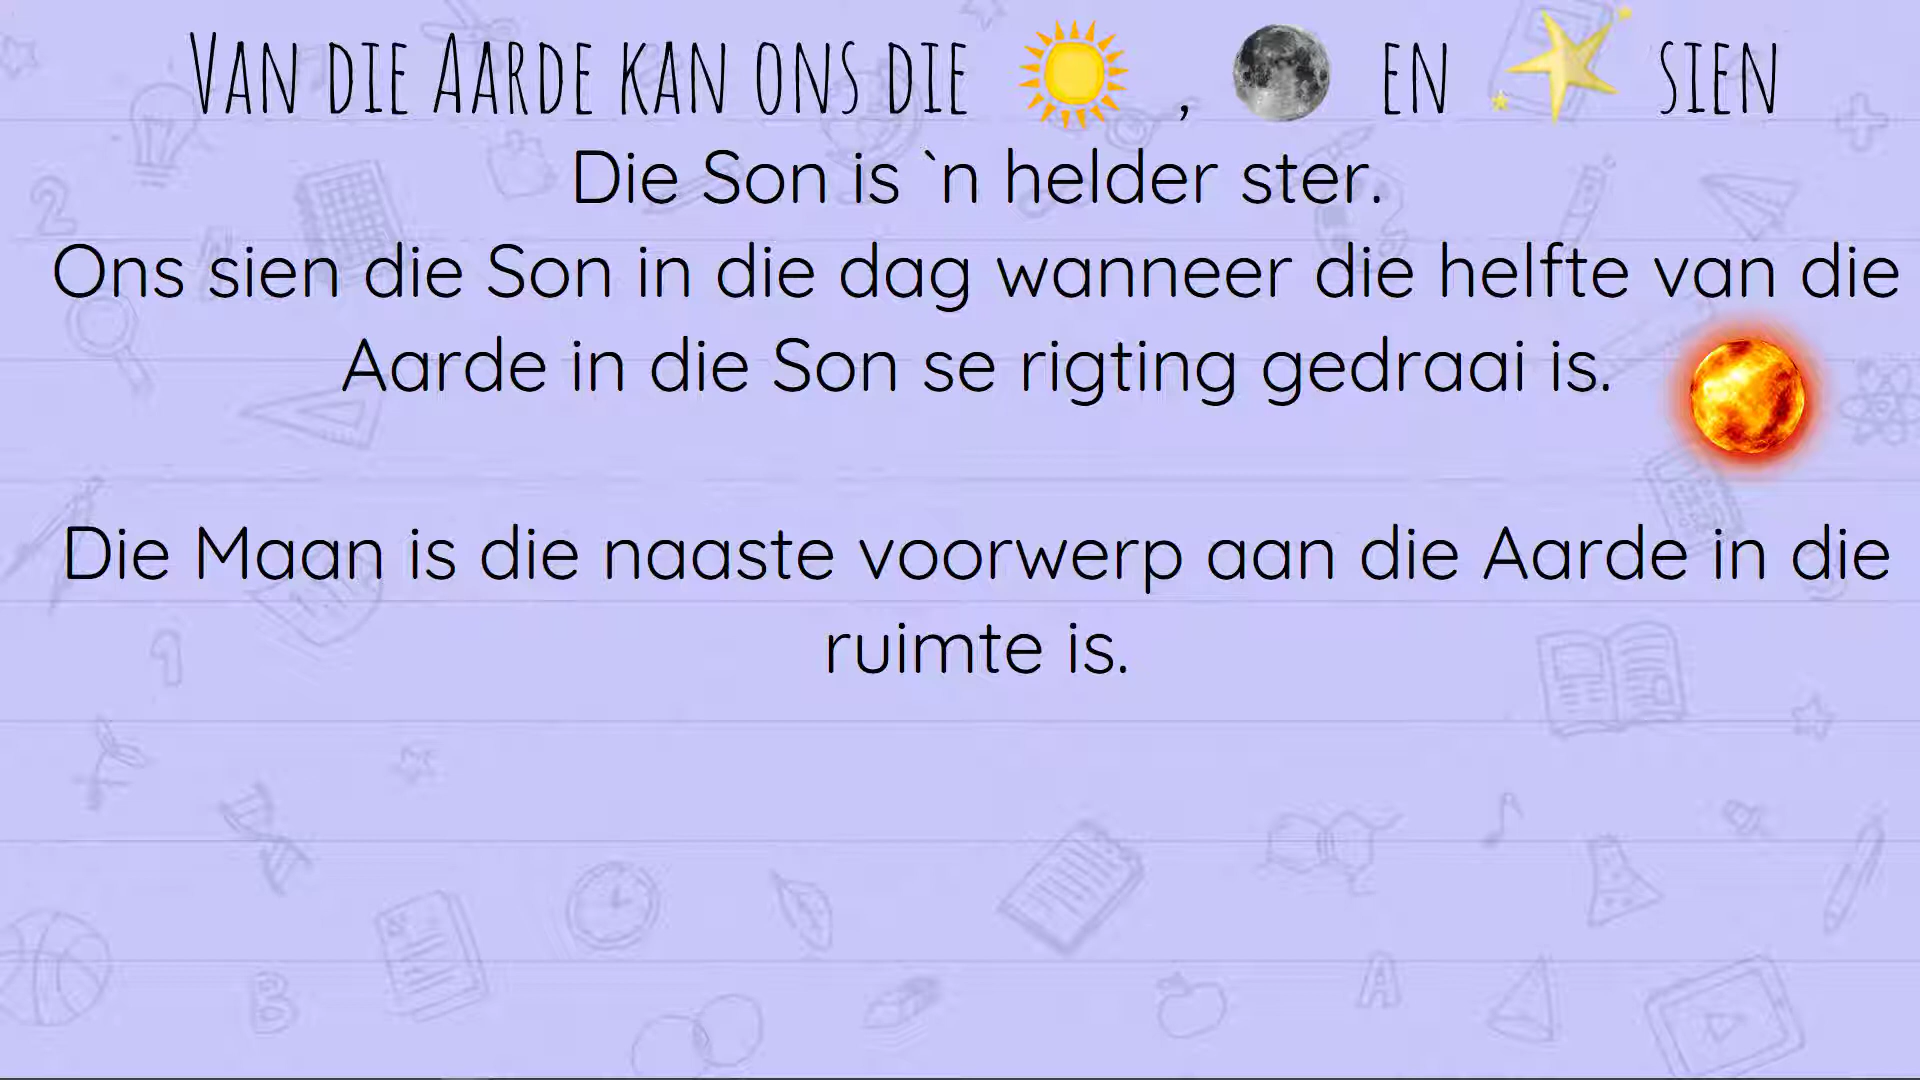 Van die Aarde kan ons die , en sien
Die Son is `n helder ster.
Ons sien die Son in die dag wanneer die helfte van die
Aarde in die Son se rigting gedraai is.
Die Maan is die naaste voorwerp aan die Aarde in die
ruimte is.